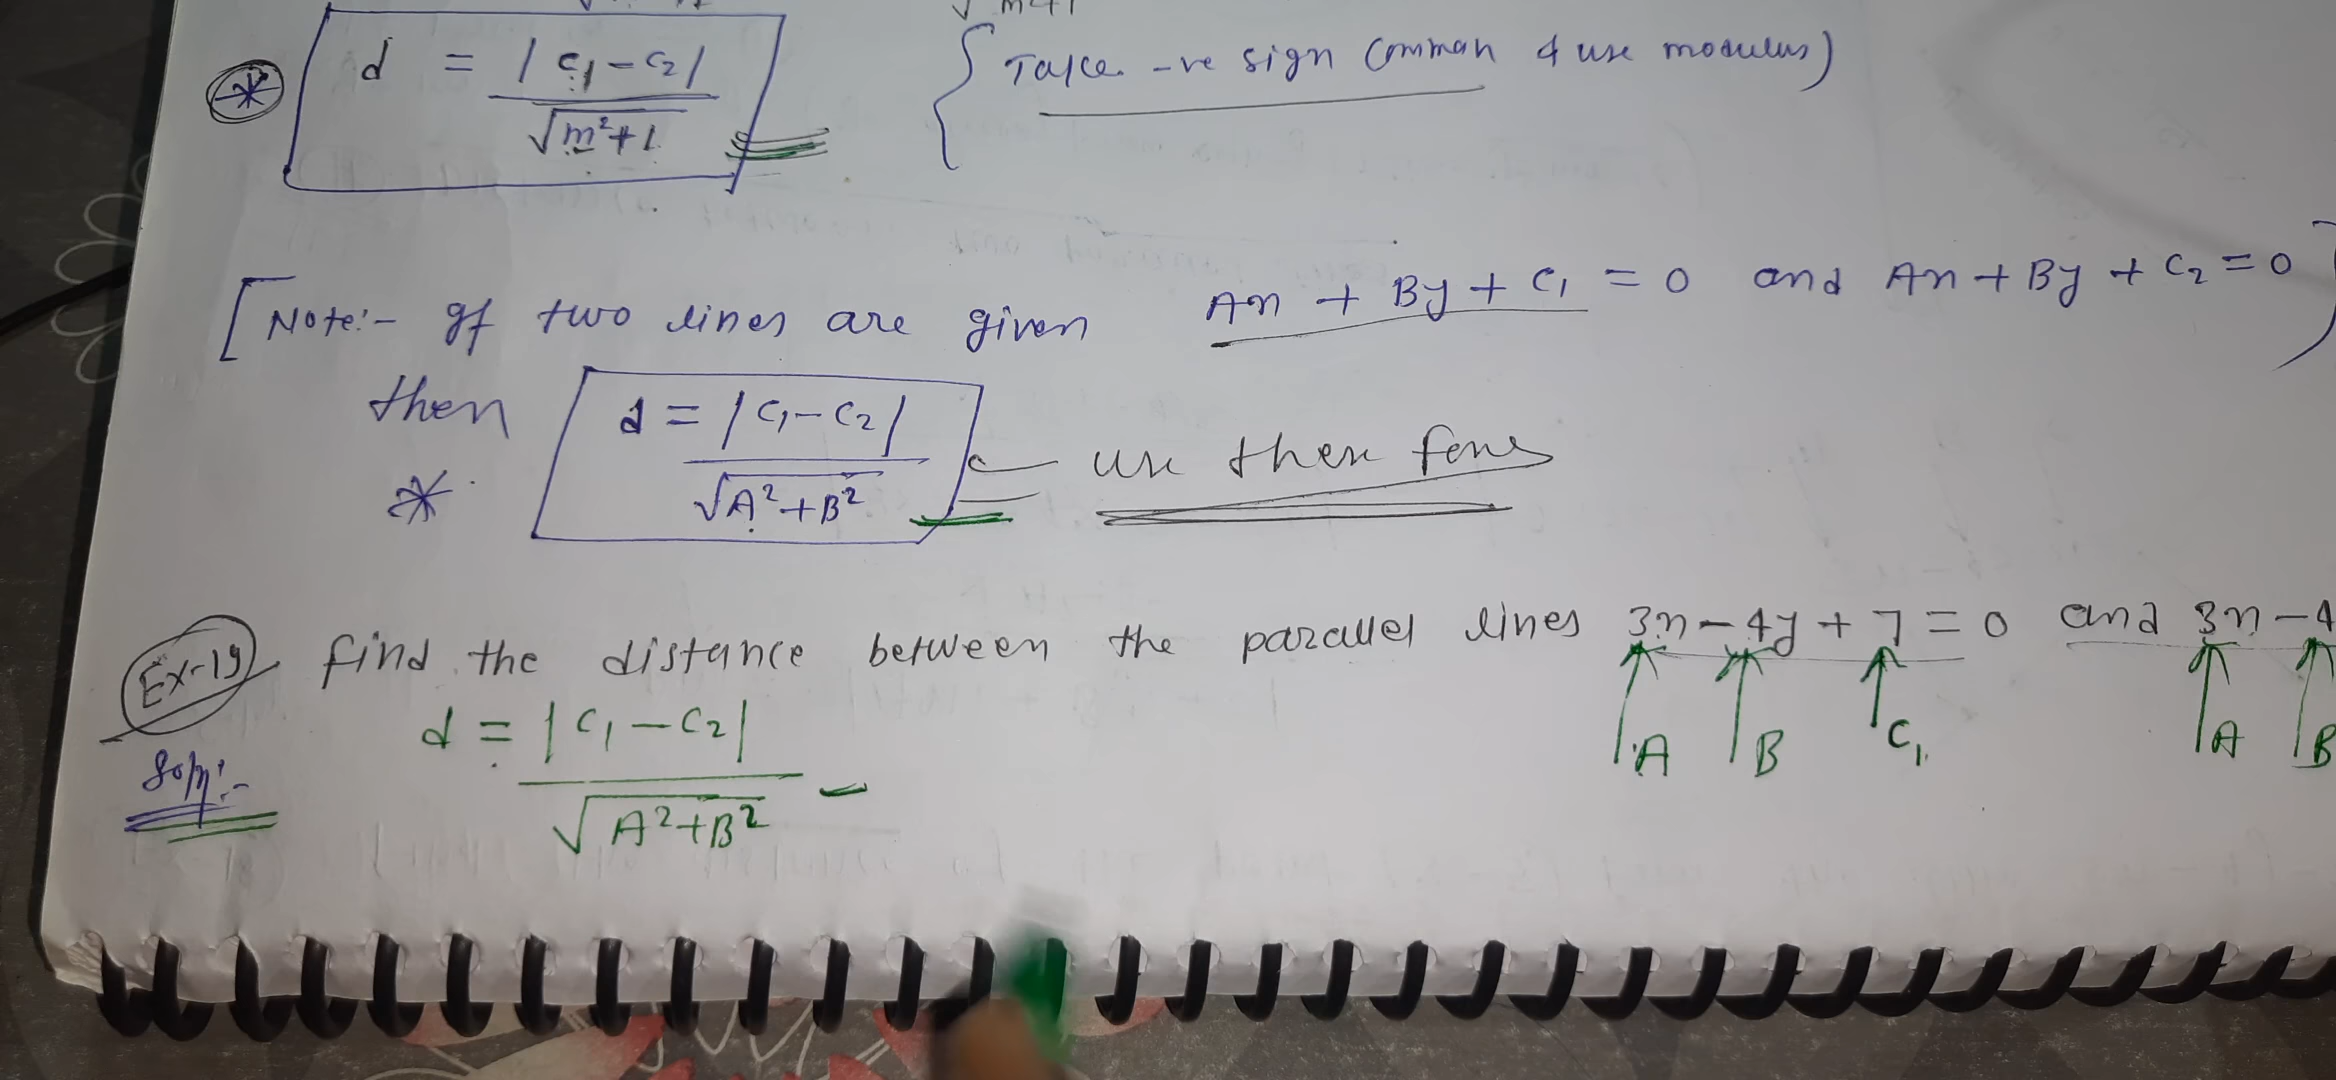 d = |c₁-c₂| / √m²+1 { Take -ve sign Common & use modulus)
[Note:- If two lines are given Ax + By + C₁ = 0 and Ax + By + C₂ = 0]
then d = |C₁-C₂| / √A²+B² use these
Ex-19 find the distance between the parallel lines 3x-4y+7=0 and 3x-4
A B C₁ A B
Soln:- d = |C₁-C₂| / √A²+B²